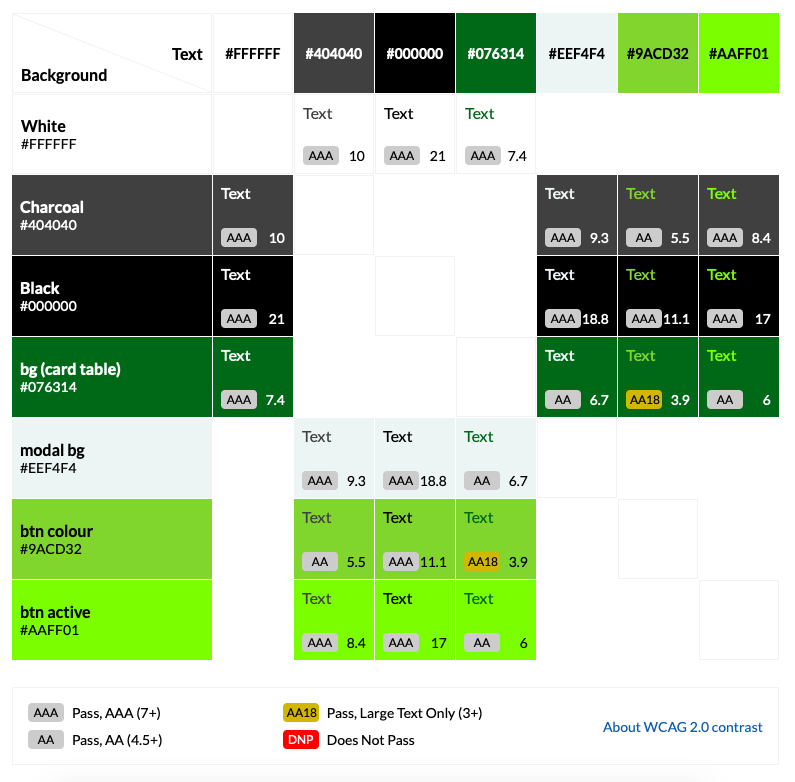 Text
Background
#FFFFFF #404040 #000000 #076314 #EEF4F4 #9ACD32 #AAFF01
White
#FFFFFF
Text Text Text
AAA 10 AAA 21 AAA 7.4
Charcoal
#404040
Text Text Text Text
AAA 10 AAA 9.3 AA 5.5 AAA 8.4
Black
#000000
Text Text Text Text
AAA 21 AAA 18.8 AAA 11.1 AAA 17
bg (card table)
#076314
Text Text Text Text
AAA 7.4 AA 6.7 AA18 3.9 AA 6
modal bg
#EEF4F4
Text Text Text
AAA 9.3 AAA 18.8 AA 6.7
btn colour
#9ACD32
Text Text Text
AA 5.5 AAA 11.1 AA18 3.9
btn active
#AAFF01
Text Text Text
AAA 8.4 AAA 17 AA 6
AAA Pass, AAA (7+)
AA Pass, AA (4.5+)
AA18 Pass, Large Text Only (3+)
DNP Does Not Pass
About WCAG 2.0 contrast